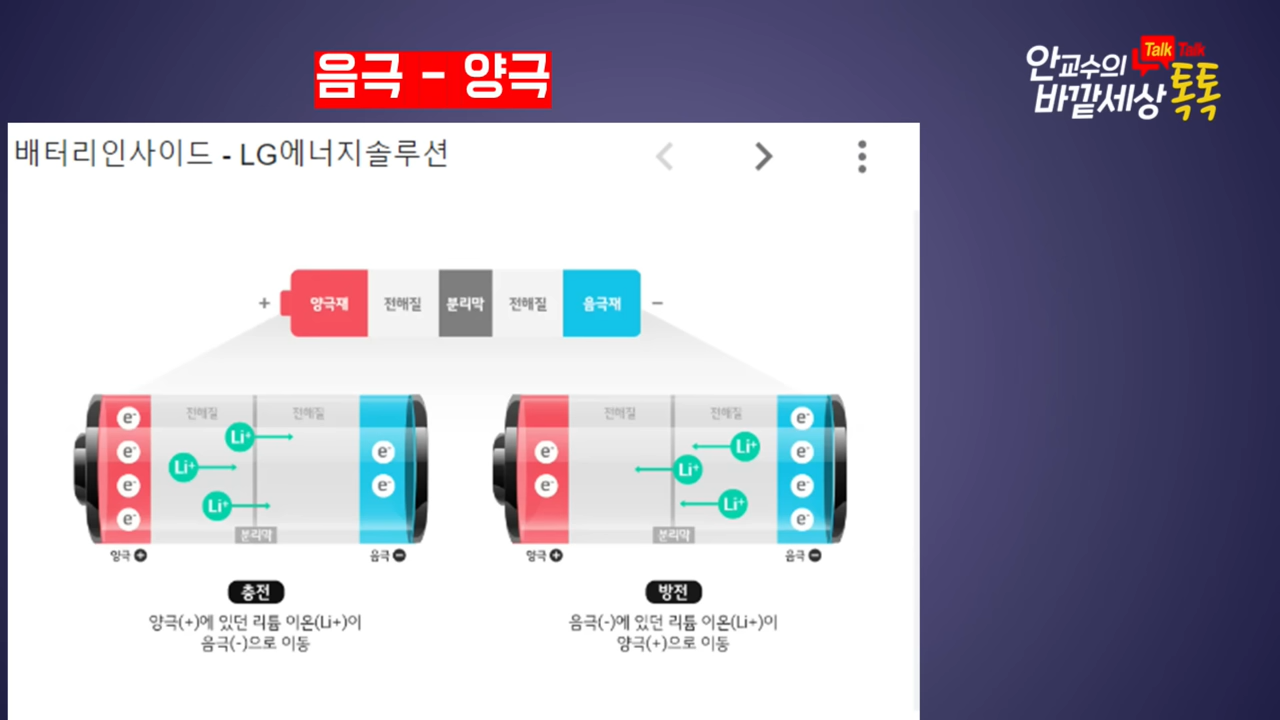 음극 - 양극
안교수의 Talk Talk
바깥세상 톡톡
배터리인사이드 - LG에너지솔루션
+ 양극재 전해질 분리막 전해질 음극재 −
전해질 전해질
e-
e-
e-
e-
Li+
Li+
Li+
e-
e-
분리막
양극 + 음극 −
충전
양극(+)에 있던 리튬 이온(Li+)이
음극(-)으로 이동
전해질 전해질
e-
e-
Li+
Li+
Li+
e-
e-
e-
e-
분리막
양극 + 음극 −
방전
음극(-)에 있던 리튬 이온(Li+)이
양극(+)으로 이동